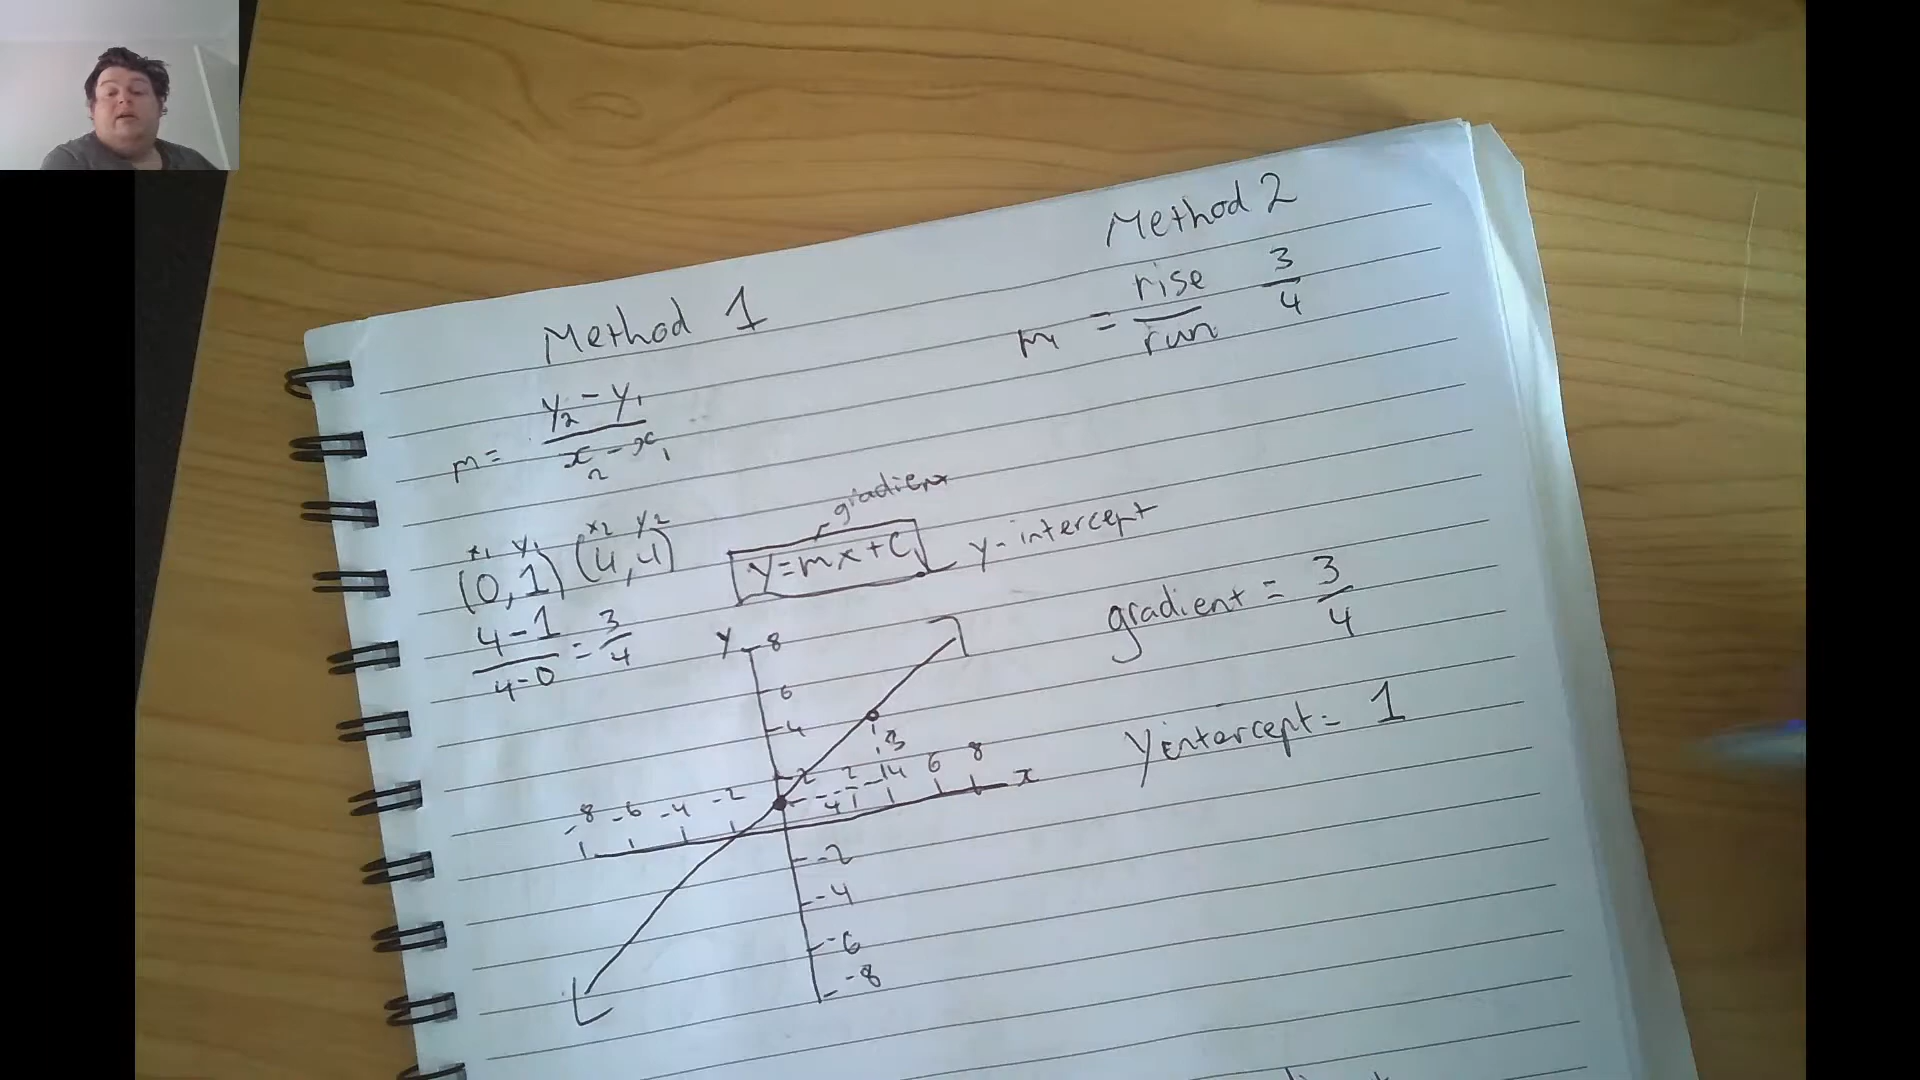 Method 1
m = y₂ - y₁ / x₂ - x₁
x₁ y₁ x₂ y₂
(0, 1) (4, 4)
4 - 1 / 4 - 0 = 3/4
Method 2
m = rise / run 3/4
gradient
y = mx + c
y-intercept
gradient = 3/4
y intercept = 1
y
8
6
4
2
-2
-4
-6
-8
-8 -6 -4 -2 2 4 6 8 x
3
4